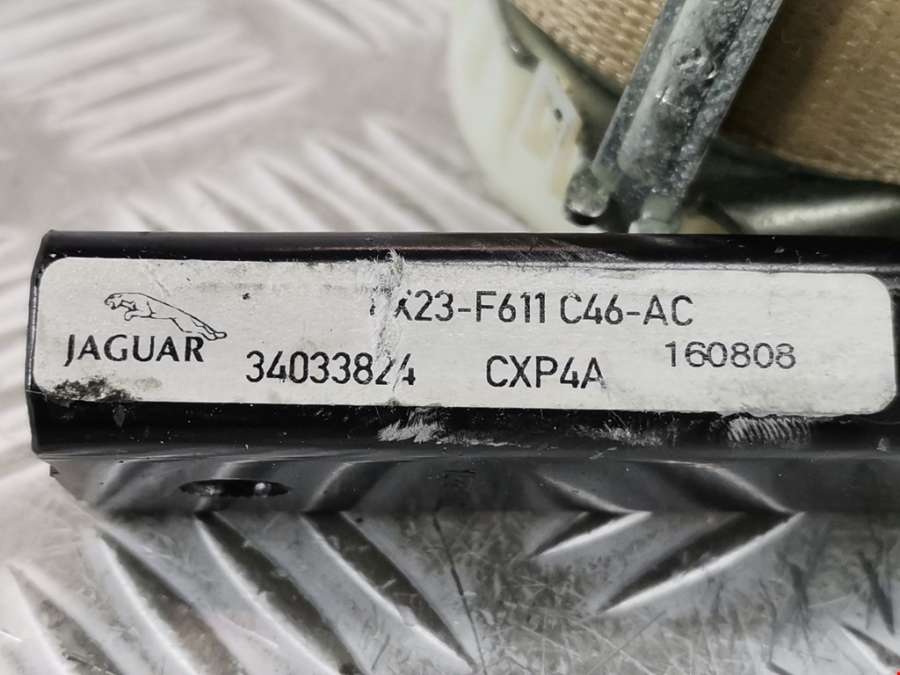 X23-F611 C46-AC
JAGUAR 34033824 CXP4A 160808